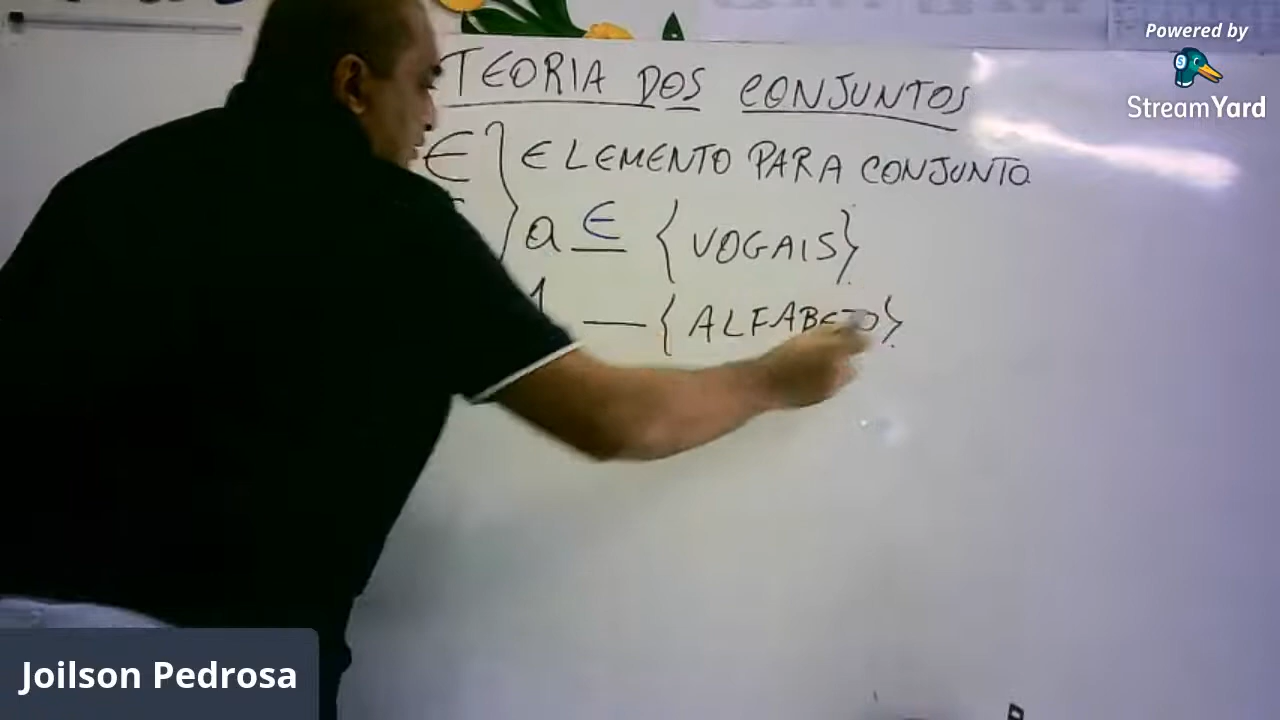 Powered by
StreamYard
TEORIA DOS CONJUNTOS
∈ } ELEMENTO PARA CONJUNTO
a ∈ { VOGAIS}
1 — { ALFABETO}
Joilson Pedrosa